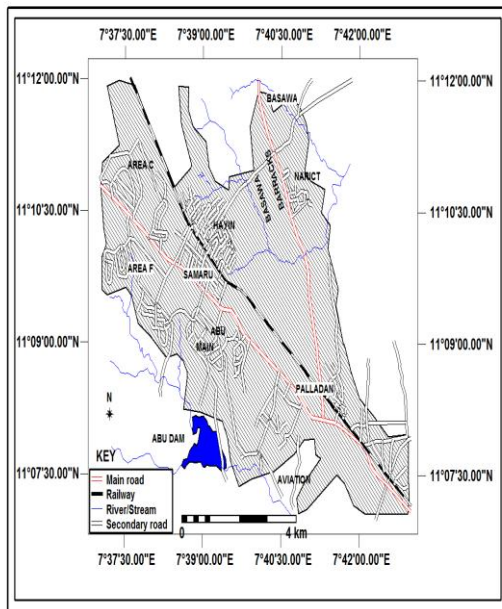 7°37'30.00"E 7°39'00.00"E 7°40'30.00"E 7°42'00.00"E
11°12'00.00"N 11°12'00.00"N
BASAWA
AREA C
NARICT
BASAWA
BARRACKS
11°10'30.00"N 11°10'30.00"N
HAYIN
AREA F
SAMARU
11°09'00.00"N 11°09'00.00"N
ABU
MAIN
PALLADAN
N
ABU DAM
KEY
11°07'30.00"N 11°07'30.00"N
AVIATION
Main road
Railway
River/Stream
Secondary road
0 4 km
7°37'30.00"E 7°39'00.00"E 7°40'30.00"E 7°42'00.00"E